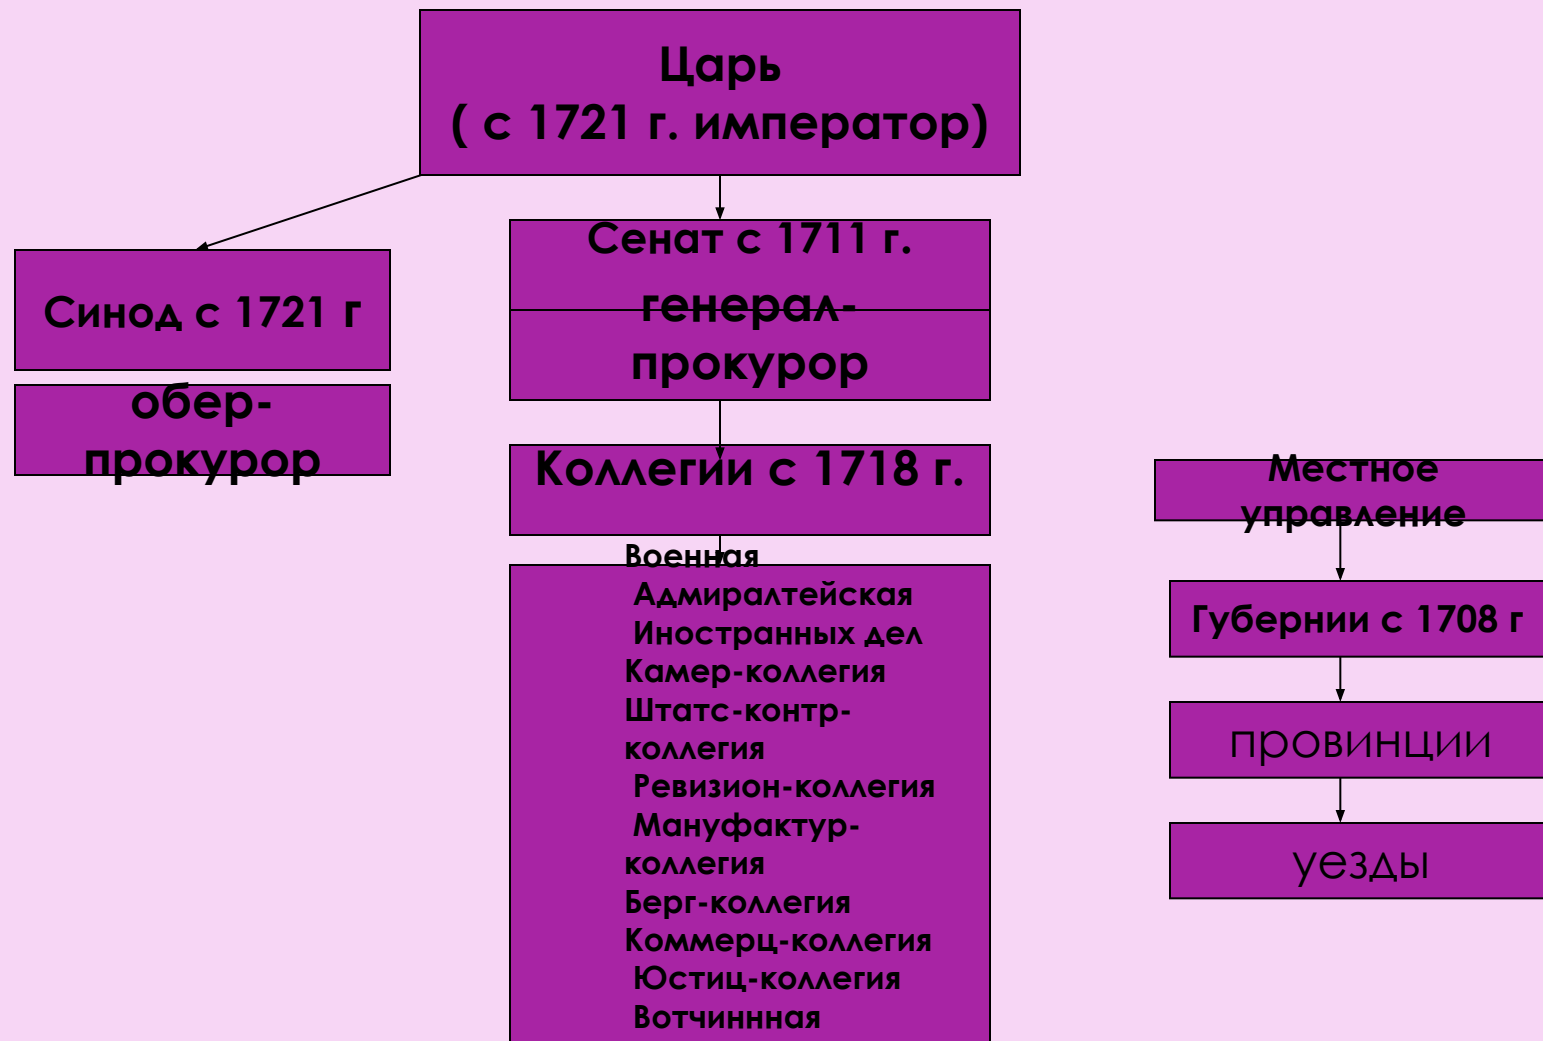 Царь
( с 1721 г. император)
Сенат с 1711 г.
генерал-
прокурор
Синод с 1721 г
обер-
прокурор
Коллегии с 1718 г.
Военная
Адмиралтейская
Иностранных дел
Камер-коллегия
Штатс-контр-
коллегия
Ревизион-коллегия
Мануфактур-
коллегия
Берг-коллегия
Коммерц-коллегия
Юстиц-коллегия
Вотчиннная
Местное
управление
Губернии с 1708 г
провинции
уезды